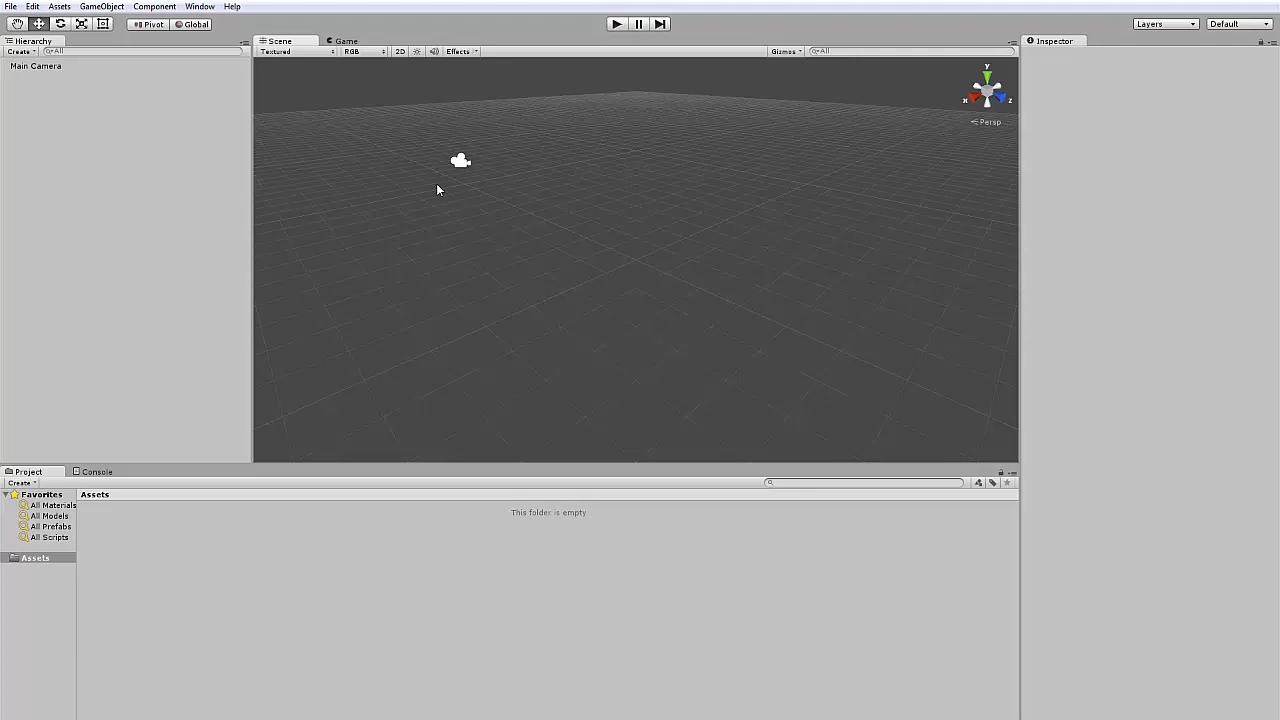 File Edit Assets GameObject Component Window Help
Pivot Global Layers Default
Hierarchy Scene Game Inspector
Create All Textured RGB 2D Effects Gizmos All
Main Camera
y
x z
Persp
Project Console
Create
Favorites Assets
All Materials
All Models This folder is empty
All Prefabs
All Scripts
Assets